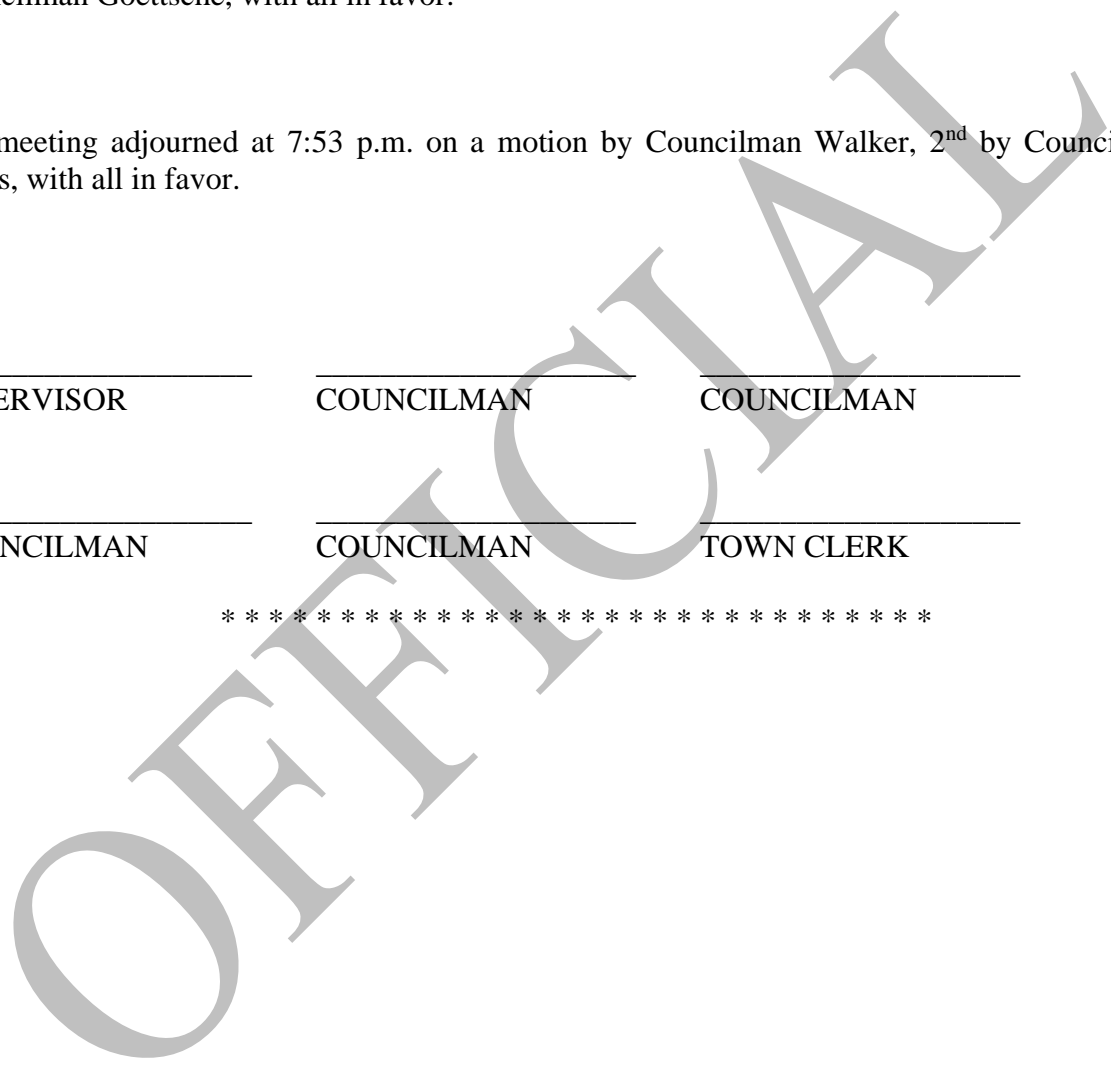 Goettsche, with all in favor.
meeting adjourned at 7:53 p.m. on a motion by Councilman Walker, 2nd by Counci
s, with all in favor.
ERVISOR COUNCILMAN COUNCILMAN
NCILMAN COUNCILMAN TOWN CLERK
* * * * * * * * * * * * * * * * * * * * * * * * * * * * * *
OFFICIAL